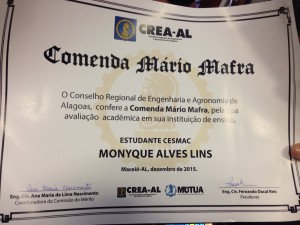 CREA-AL
Comenda Mário Mafra
O Conselho Regional de Engenharia e Agronomia de
Alagoas, confere a Comenda Mário Mafra, pela
avaliação acadêmica em sua instituição de ensino.
ESTUDANTE CESMAC
MONYQUE ALVES LINS
Maceió-AL, dezembro de 2015.
Eng. Civ. Ana Maria de Lima Nascimento
Coordenadora da Comissão do Mérito
CREA-AL
MUTUA
Eng. Civ. Fernando Dacal Reis
Presidente